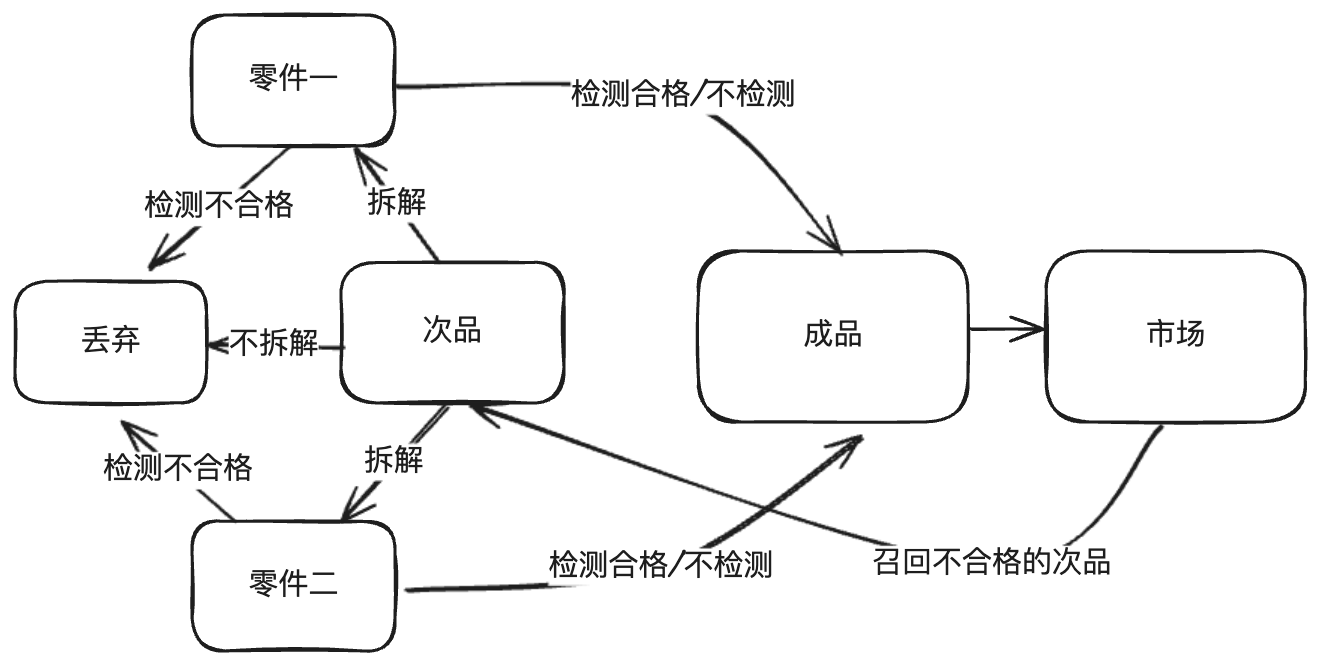 零件一
检测合格/不检测
检测不合格
拆解
丢弃
不拆解
次品
成品
市场
检测不合格
拆解
检测合格/不检测
召回不合格的次品
零件二